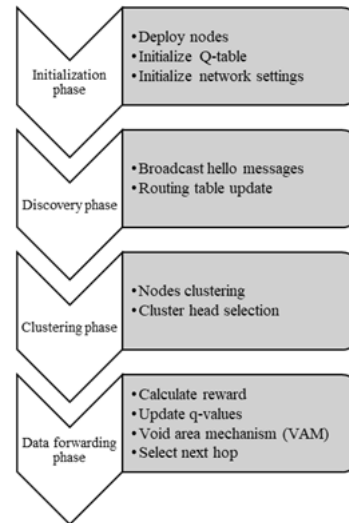 Initialization
phase
•Deploy nodes
•Initialize Q-table
•Initialize network settings
Discovery phase
•Broadcast hello messages
•Routing table update
Clustering phase
•Nodes clustering
•Cluster head selection
Data forwarding
phase
•Calculate reward
•Update q-values
•Void area mechanism (VAM)
•Select next hop